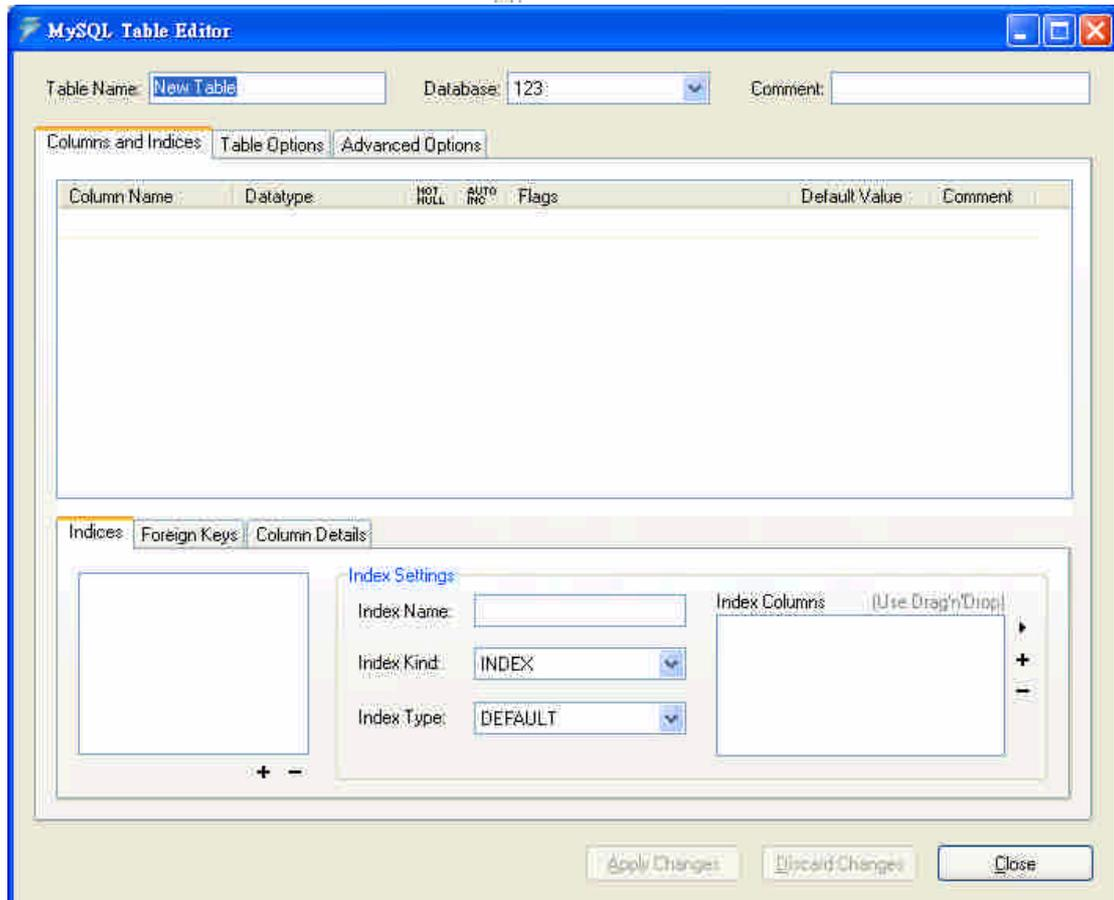 MySQL Table Editor
Table Name: New Table Database: 123 Comment:
Columns and Indices Table Options Advanced Options
Column Name Datatype NOT NULL AUTO INC Flags Default Value Comment
Indices Foreign Keys Column Details
Index Settings
Index Name:
Index Kind: INDEX
Index Type: DEFAULT
Index Columns (Use Drag'n'Drop)
Apply Changes Discard Changes Close